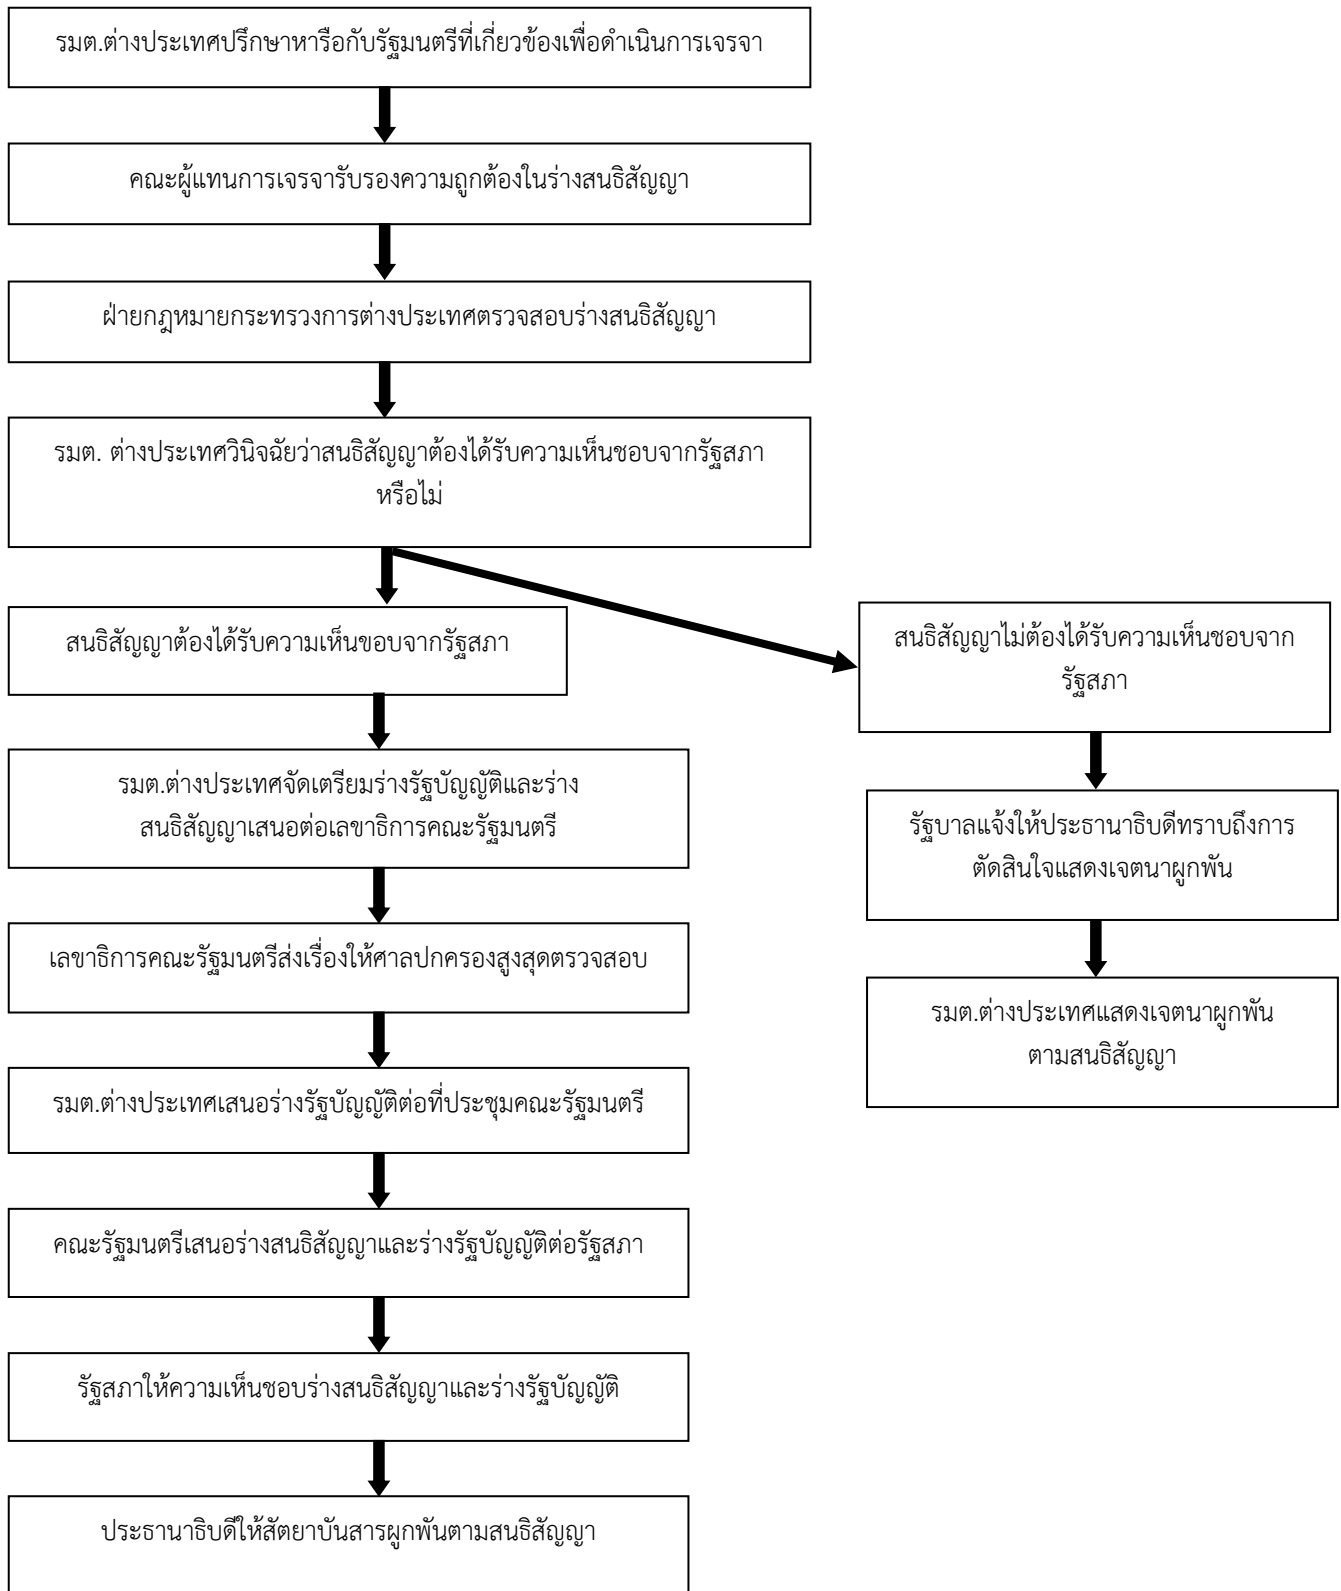 รมต.ต่างประเทศปรึกษาหารือกับรัฐมนตรีที่เกี่ยวข้องเพื่อดำเนินการเจรจา
คณะผู้แทนการเจรจารับรองความถูกต้องในร่างสนธิสัญญา
ฝ่ายกฎหมายกระทรวงการต่างประเทศตรวจสอบร่างสนธิสัญญา
รมต. ต่างประเทศวินิจฉัยว่าสนธิสัญญาต้องได้รับความเห็นชอบจากรัฐสภา
หรือไม่
สนธิสัญญาต้องได้รับความเห็นขอบจากรัฐสภา
รมต.ต่างประเทศจัดเตรียมร่างรัฐบัญญัติและร่าง
สนธิสัญญาเสนอต่อเลขาธิการคณะรัฐมนตรี
เลขาธิการคณะรัฐมนตรีส่งเรื่องให้ศาลปกครองสูงสุดตรวจสอบ
รมต.ต่างประเทศเสนอร่างรัฐบัญญัติต่อที่ประชุมคณะรัฐมนตรี
คณะรัฐมนตรีเสนอร่างสนธิสัญญาและร่างรัฐบัญญัติต่อรัฐสภา
รัฐสภาให้ความเห็นชอบร่างสนธิสัญญาและร่างรัฐบัญญัติ
ประธานาธิบดีให้สัตยาบันสารผูกพันตามสนธิสัญญา
สนธิสัญญาไม่ต้องได้รับความเห็นชอบจาก
รัฐสภา
รัฐบาลแจ้งให้ประธานาธิบดีทราบถึงการ
ตัดสินใจแสดงเจตนาผูกพัน
รมต.ต่างประเทศแสดงเจตนาผูกพัน
ตามสนธิสัญญา